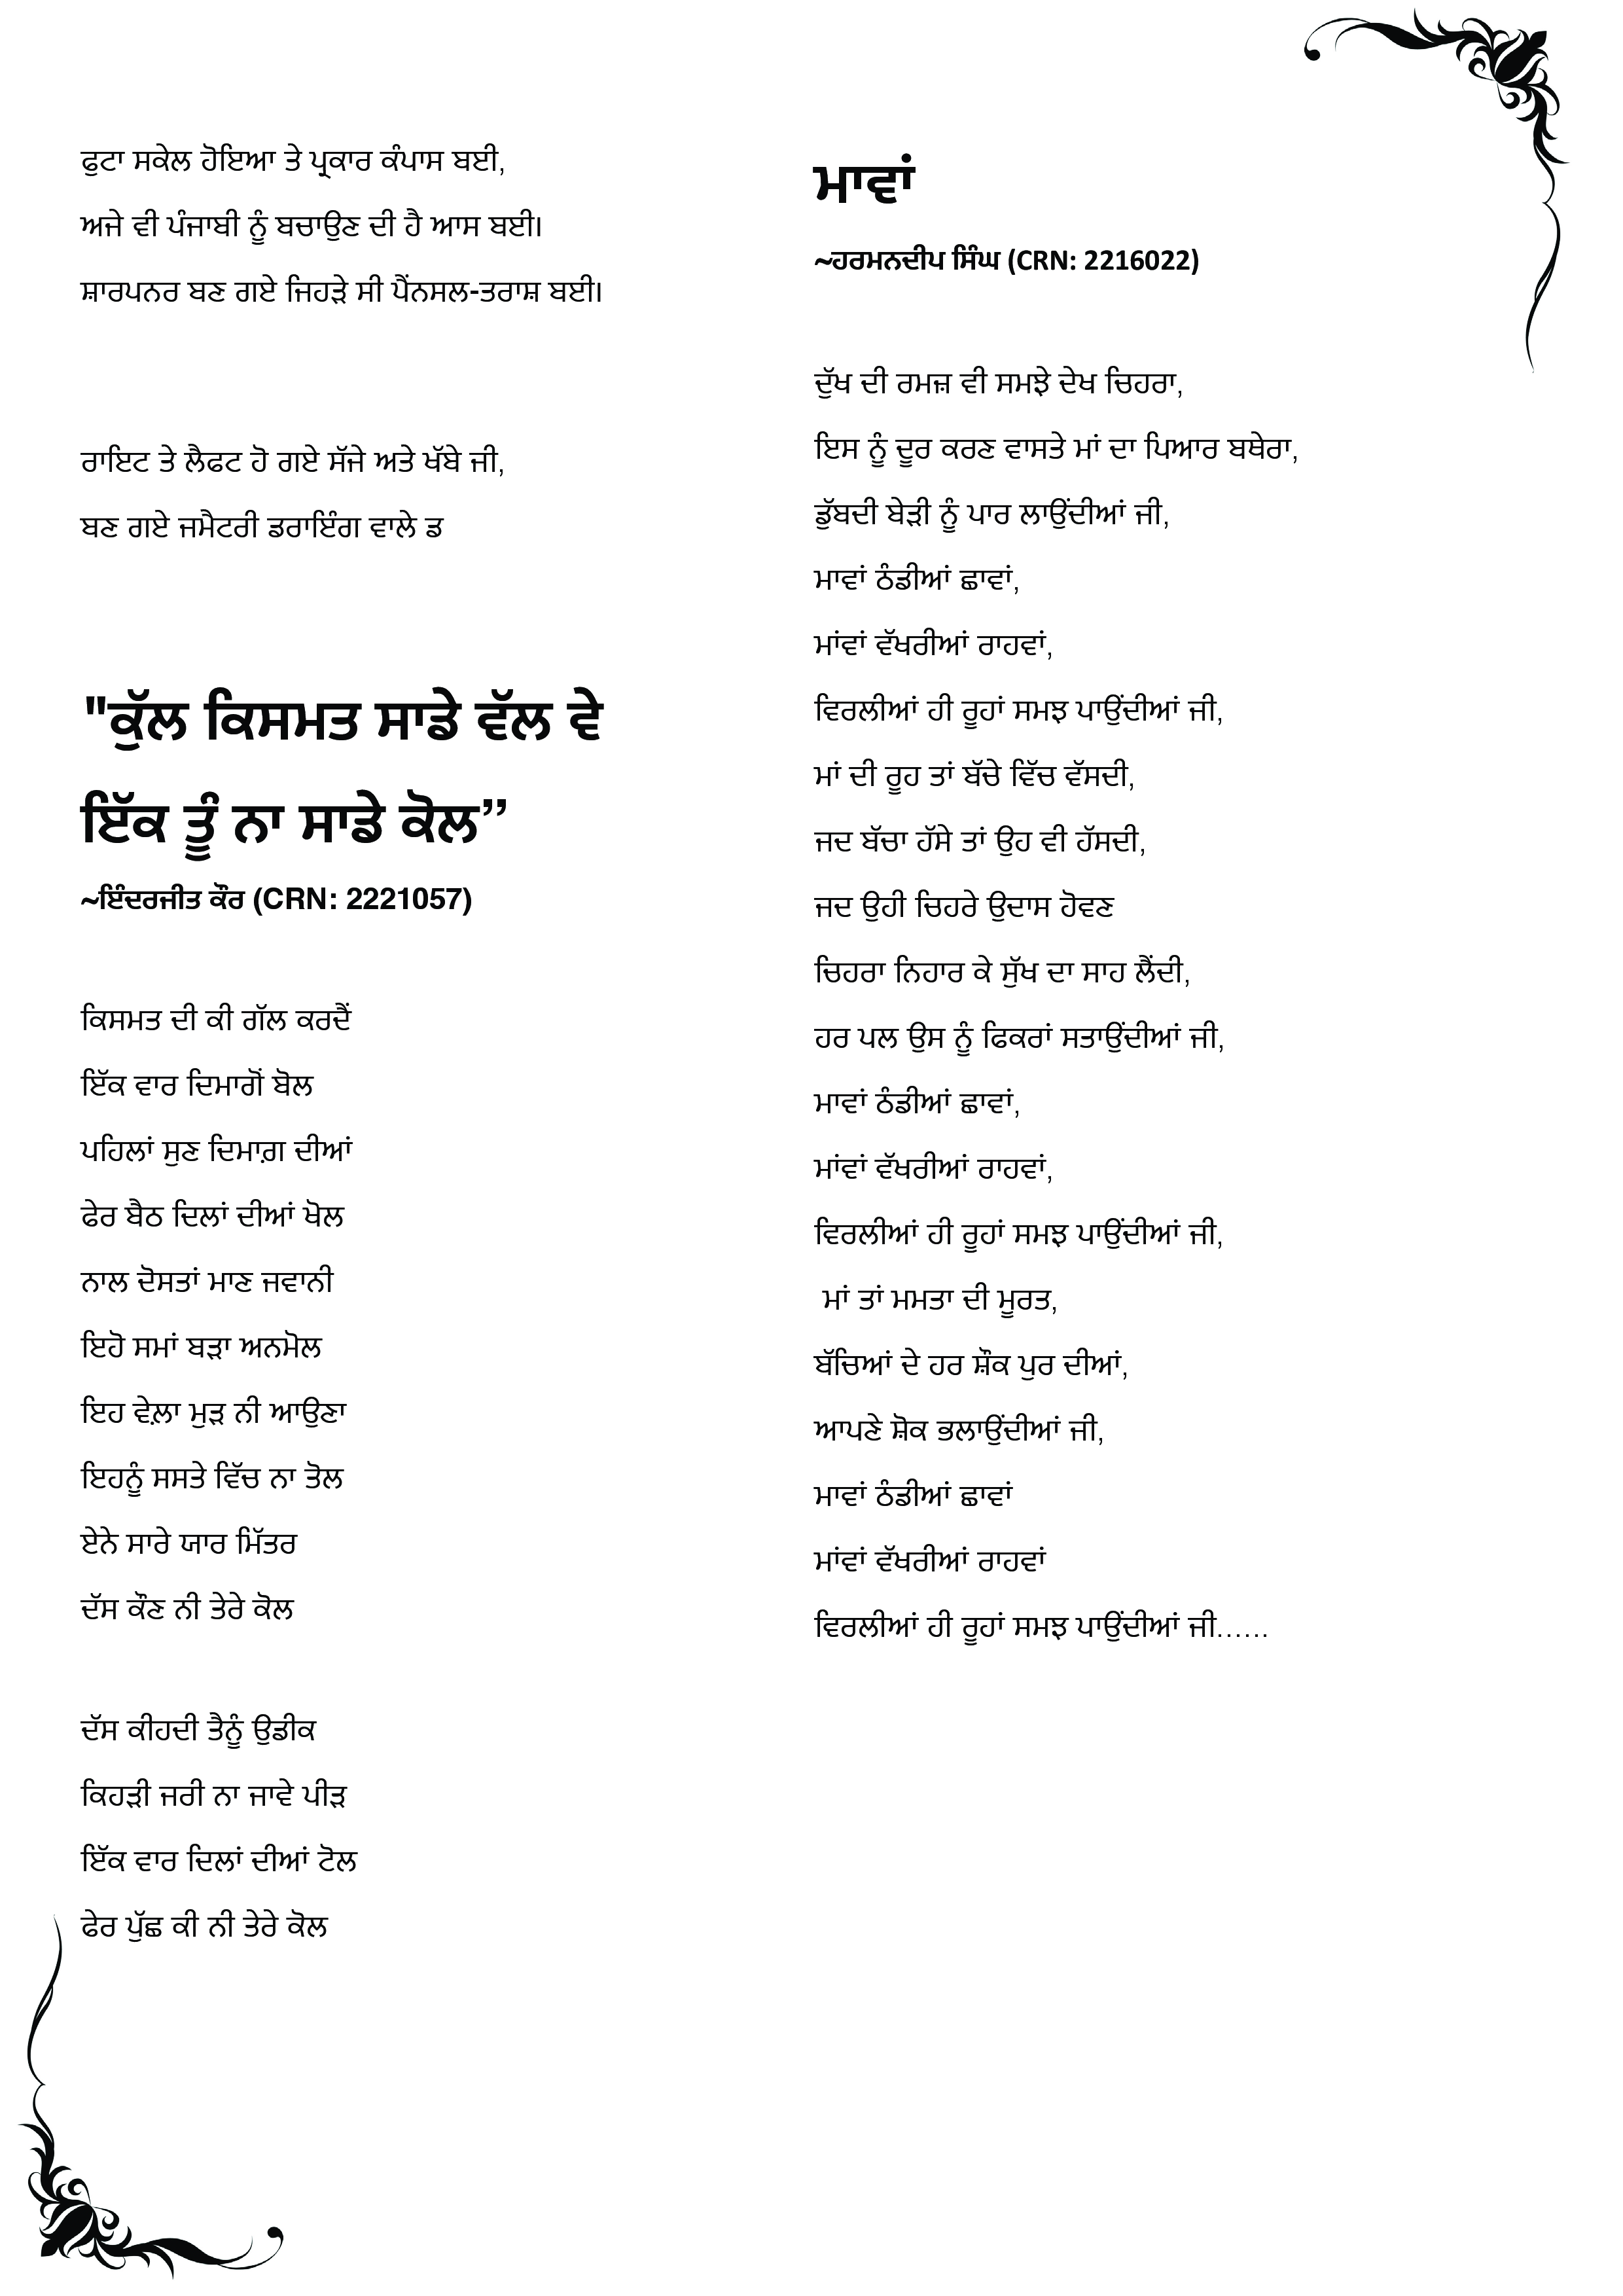 ਫੁਟਾ ਸਕੇਲ ਹੋਇਆ ਤੇ ਪ੍ਰਕਾਰ ਕੰਪਾਸ ਬਈ,
ਅਜੇ ਵੀ ਪੰਜਾਬੀ ਨੂੰ ਬਚਾਉਣ ਦੀ ਹੈ ਆਸ ਬਈ।
ਸ਼ਾਰਪਨਰ ਬਣ ਗਏ ਜਿਹੜੇ ਸੀ ਪੈਂਨਸਲ-ਤਰਾਸ਼ ਬਈ।
ਰਾਇਟ ਤੇ ਲੈਫਟ ਹੋ ਗਏ ਸੱਜੇ ਅਤੇ ਖੱਬੇ ਜੀ,
ਬਣ ਗਏ ਜਮੈਟਰੀ ਡਰਾਇੰਗ ਵਾਲੇ ਡ
"ਕੁੱਲ ਕਿਸਮਤ ਸਾਡੇ ਵੱਲ ਵੇ
ਇੱਕ ਤੂੰ ਨਾ ਸਾਡੇ ਕੋਲ”
~ਇੰਦਰਜੀਤ ਕੌਰ (CRN: 2221057)
ਕਿਸਮਤ ਦੀ ਕੀ ਗੱਲ ਕਰਦੈਂ
ਇੱਕ ਵਾਰ ਦਿਮਾਗੋਂ ਬੋਲ
ਪਹਿਲਾਂ ਸੁਣ ਦਿਮਾਗ਼ ਦੀਆਂ
ਫੇਰ ਬੈਠ ਦਿਲਾਂ ਦੀਆਂ ਖੋਲ
ਨਾਲ ਦੋਸਤਾਂ ਮਾਣ ਜਵਾਨੀ
ਇਹੋ ਸਮਾਂ ਬੜਾ ਅਨਮੋਲ
ਇਹ ਵੇਲ਼ਾ ਮੁੜ ਨੀ ਆਉਣਾ
ਇਹਨੂੰ ਸਸਤੇ ਵਿੱਚ ਨਾ ਤੋਲ
ਏਨੇ ਸਾਰੇ ਯਾਰ ਮਿੱਤਰ
ਦੱਸ ਕੌਣ ਨੀ ਤੇਰੇ ਕੋਲ
ਦੱਸ ਕੀਹਦੀ ਤੈਨੂੰ ਉਡੀਕ
ਕਿਹੜੀ ਜਰੀ ਨਾ ਜਾਵੇ ਪੀੜ
ਇੱਕ ਵਾਰ ਦਿਲਾਂ ਦੀਆਂ ਟੋਲ
ਫੇਰ ਪੁੱਛ ਕੀ ਨੀ ਤੇਰੇ ਕੋਲ
ਮਾਵਾਂ
~ਹਰਮਨਦੀਪ ਸਿੰਘ (CRN: 2216022)
ਦੁੱਖ ਦੀ ਰਮਜ਼ ਵੀ ਸਮਝੇ ਦੇਖ ਚਿਹਰਾ,
ਇਸ ਨੂੰ ਦੂਰ ਕਰਣ ਵਾਸਤੇ ਮਾਂ ਦਾ ਪਿਆਰ ਬਥੇਰਾ,
ਡੁੱਬਦੀ ਬੇੜੀ ਨੂੰ ਪਾਰ ਲਾਉਂਦੀਆਂ ਜੀ,
ਮਾਵਾਂ ਠੰਡੀਆਂ ਛਾਵਾਂ,
ਮਾਂਵਾਂ ਵੱਖਰੀਆਂ ਰਾਹਵਾਂ,
ਵਿਰਲੀਆਂ ਹੀ ਰੂਹਾਂ ਸਮਝ ਪਾਉਂਦੀਆਂ ਜੀ,
ਮਾਂ ਦੀ ਰੂਹ ਤਾਂ ਬੱਚੇ ਵਿੱਚ ਵੱਸਦੀ,
ਜਦ ਬੱਚਾ ਹੱਸੇ ਤਾਂ ਉਹ ਵੀ ਹੱਸਦੀ,
ਜਦ ਉਹੀ ਚਿਹਰੇ ਉਦਾਸ ਹੋਵਣ
ਚਿਹਰਾ ਨਿਹਾਰ ਕੇ ਸੁੱਖ ਦਾ ਸਾਹ ਲੈਂਦੀ,
ਹਰ ਪਲ ਉਸ ਨੂੰ ਫਿਕਰਾਂ ਸਤਾਉਂਦੀਆਂ ਜੀ,
ਮਾਵਾਂ ਠੰਡੀਆਂ ਛਾਵਾਂ,
ਮਾਂਵਾਂ ਵੱਖਰੀਆਂ ਰਾਹਵਾਂ,
ਵਿਰਲੀਆਂ ਹੀ ਰੂਹਾਂ ਸਮਝ ਪਾਉਂਦੀਆਂ ਜੀ,
ਮਾਂ ਤਾਂ ਮਮਤਾ ਦੀ ਮੂਰਤ,
ਬੱਚਿਆਂ ਦੇ ਹਰ ਸ਼ੌਕ ਪੁਰ ਦੀਆਂ,
ਆਪਣੇ ਸ਼ੋਕ ਭਲਾਉਂਦੀਆਂ ਜੀ,
ਮਾਵਾਂ ਠੰਡੀਆਂ ਛਾਵਾਂ
ਮਾਂਵਾਂ ਵੱਖਰੀਆਂ ਰਾਹਵਾਂ
ਵਿਰਲੀਆਂ ਹੀ ਰੂਹਾਂ ਸਮਝ ਪਾਉਂਦੀਆਂ ਜੀ......